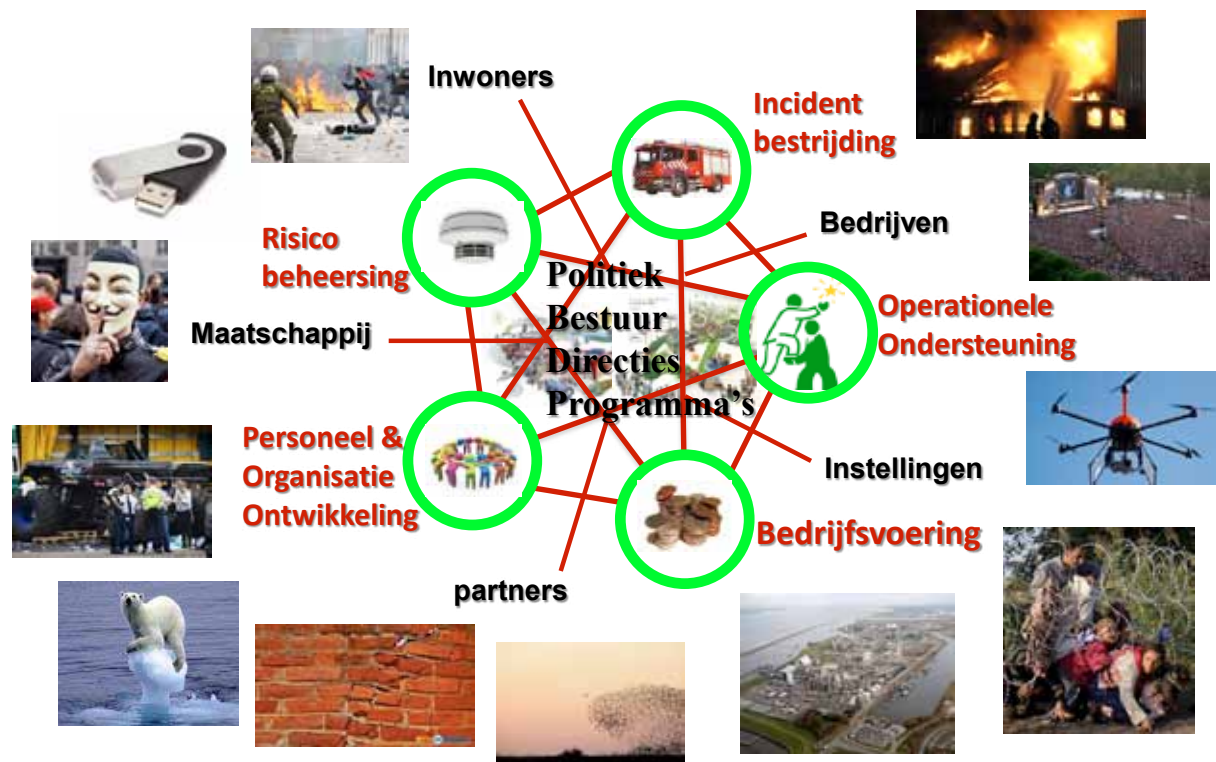 Inwoners
Incident
bestrijding
Bedrijven
Risico
beheersing
Politiek
Bestuur
Directies
Programma's
Operationele
Ondersteuning
Maatschappij
Personeel &
Organisatie
Ontwikkeling
Instellingen
Bedrijfsvoering
partners